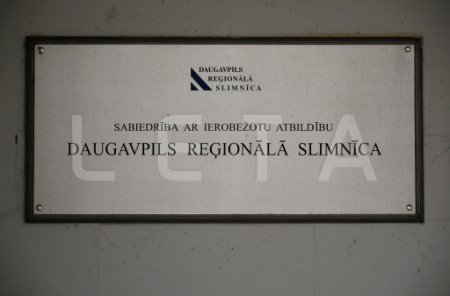 DAUGAVPILS
REĢIONĀLĀ
SLIMNĪCA
SABIEDRĪBA AR IEROBEŽOTU ATBILDĪBU
DAUGAVPILS REĢIONĀLĀ SLIMNĪCA
LETA